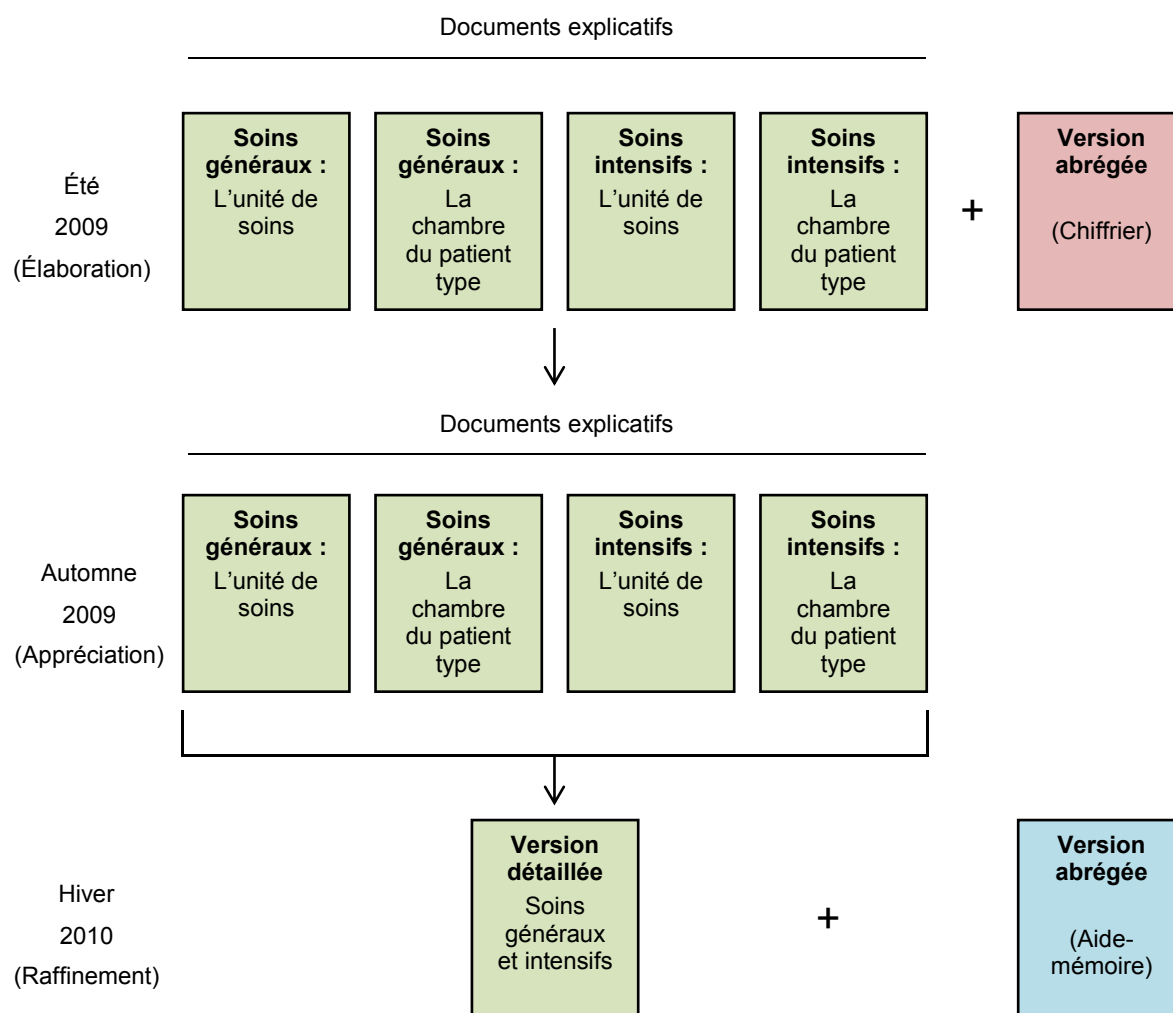 Documents explicatifs
Été
2009
(Élaboration)
Soins
généraux :
L'unité de
soins
Soins
généraux :
La
chambre
du patient
type
Soins
intensifs :
L'unité de
soins
Soins
intensifs :
La
chambre
du patient
type
+
Version
abrégée
(Chiffrier)
Documents explicatifs
Automne
2009
(Appréciation)
Soins
généraux :
L'unité de
soins
Soins
généraux :
La
chambre
du patient
type
Soins
intensifs :
L'unité de
soins
Soins
intensifs :
La
chambre
du patient
type
Hiver
2010
(Raffinement)
Version
détaillée
Soins
généraux
et intensifs
+
Version
abrégée
(Aide-
mémoire)